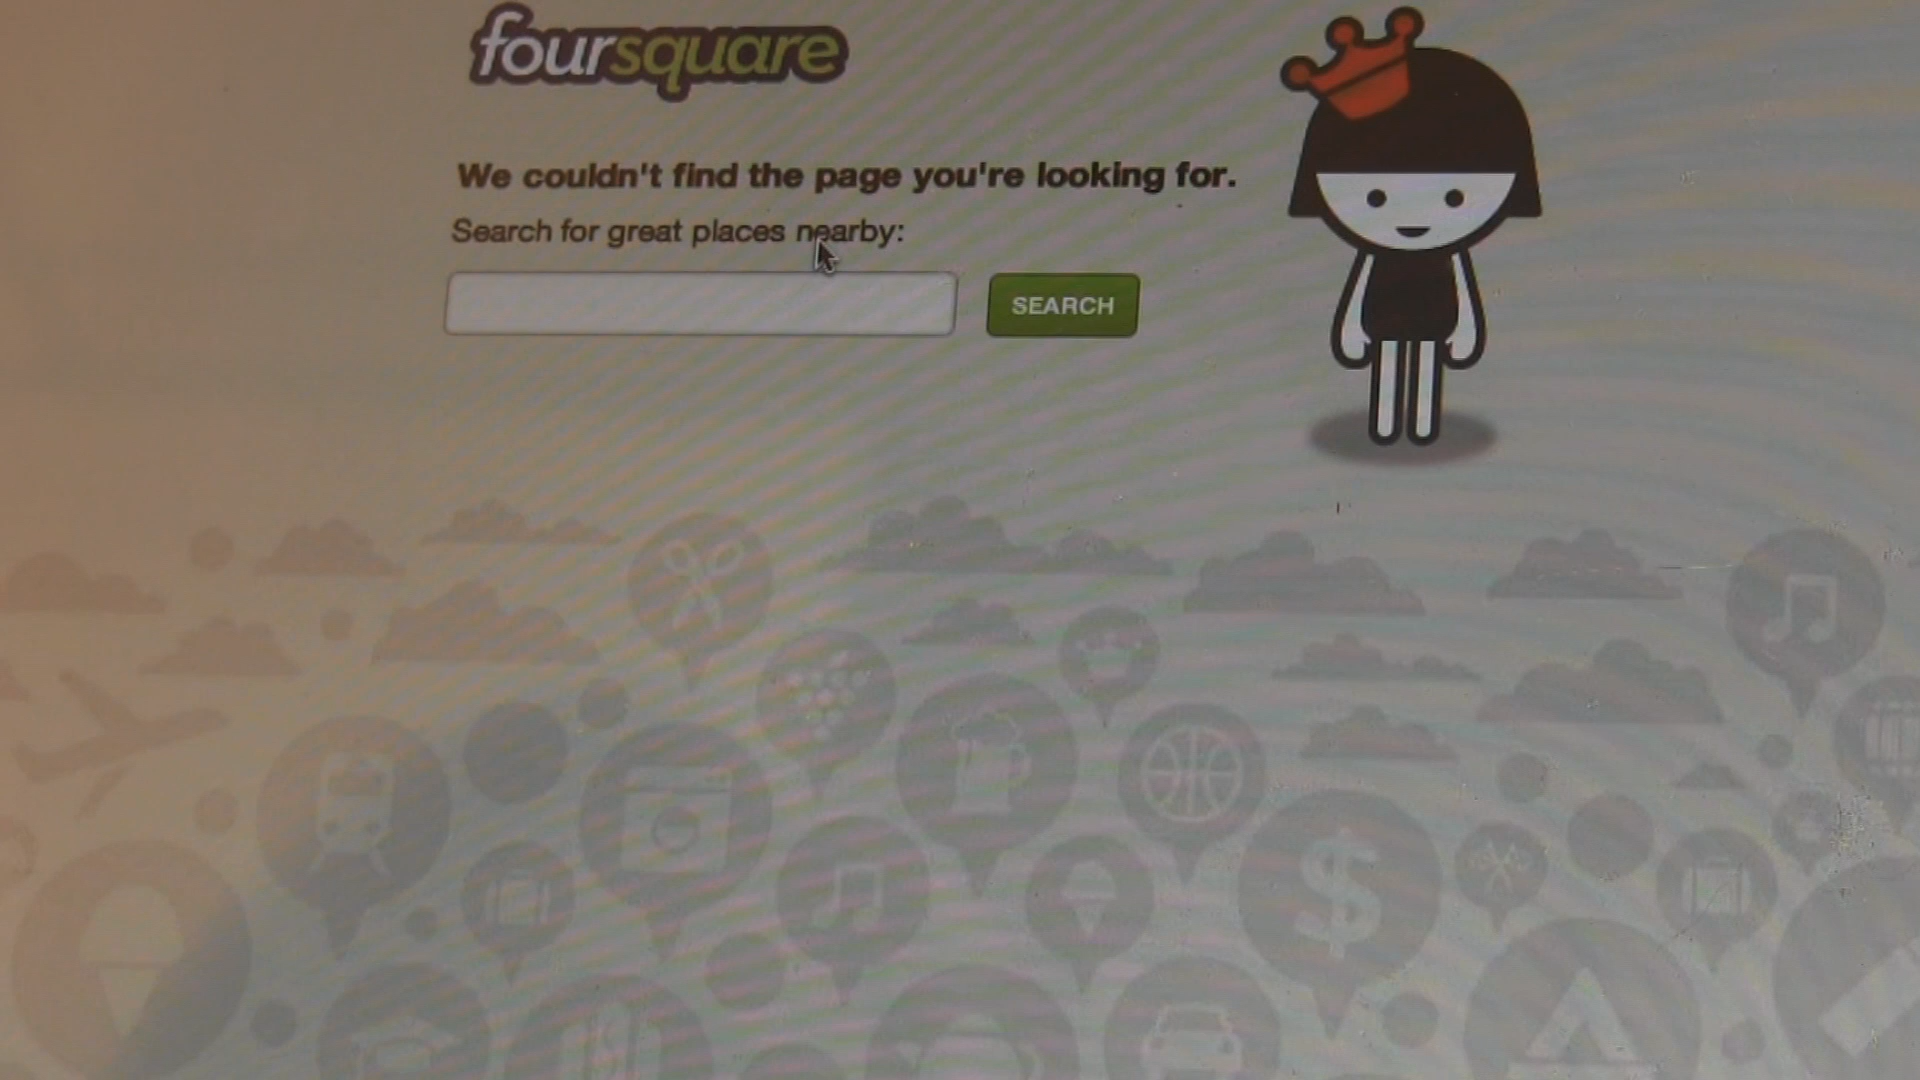 foursquare
We couldn't find the page you're looking for.
Search for great places nearby:
SEARCH
$